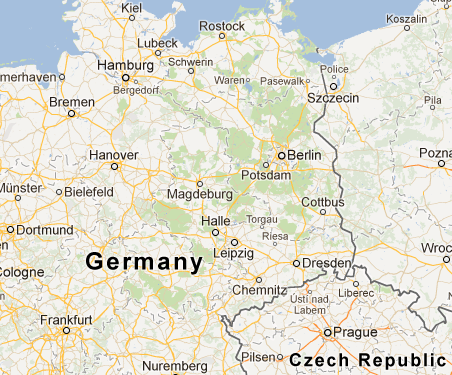 Kiel
Koszalin
Rostock
Lubeck
Schwerin
Hamburg
Waren
Pasewalk
Police
merhaven
Bergedorf
Szczecin
Bremen
Pila
Hanover
Berlin
Pozna
Potsdam
Münster
Bielefeld
Magdeburg
Cottbus
Dortmund
Halle
Torgau
Riesa
Leipzig
Wroc
Germany
Dresden
Cologne
Chemnitz
Ústí nad
Labem
Liberec
Frankfurt
Prague
Pilsen
Czech Republic
Nuremberg